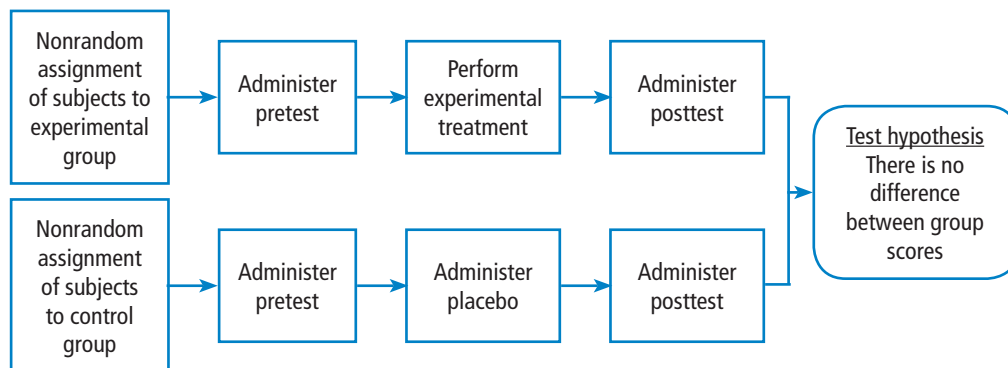 Nonrandom
assignment
of subjects to
experimental
group
Administer
pretest
Perform
experimental
treatment
Administer
posttest
Test hypothesis
There is no
difference
between group
scores
Nonrandom
assignment
of subjects
to control
group
Administer
pretest
Administer
placebo
Administer
posttest